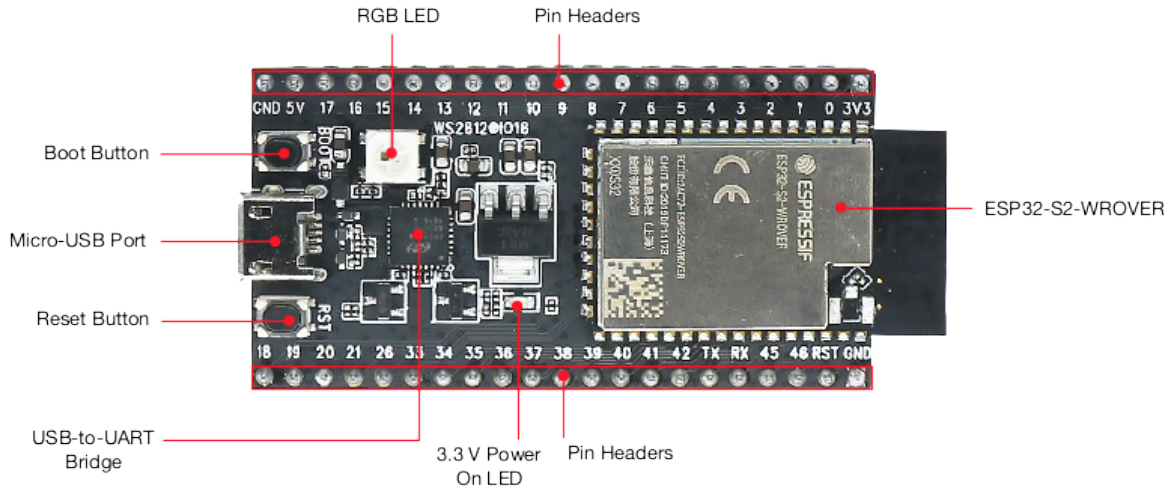 RGB LED
Pin Headers
GND 5V 17 16 15 14 13 12 11 10 9 8 7 6 5 4 3 2 1 0 3V3
WS2812 IO18
BOOT
Boot Button
Micro-USB Port
Reset Button
RST
ESPRESSIF
ESP32-S2-WROVER
CE
XX0S32
ESP32-S2-WROVER
18 19 20 21 26 33 34 35 36 37 38 39 40 41 42 TX RX 45 46 RST GND
USB-to-UART
Bridge
3.3 V Power
On LED
Pin Headers